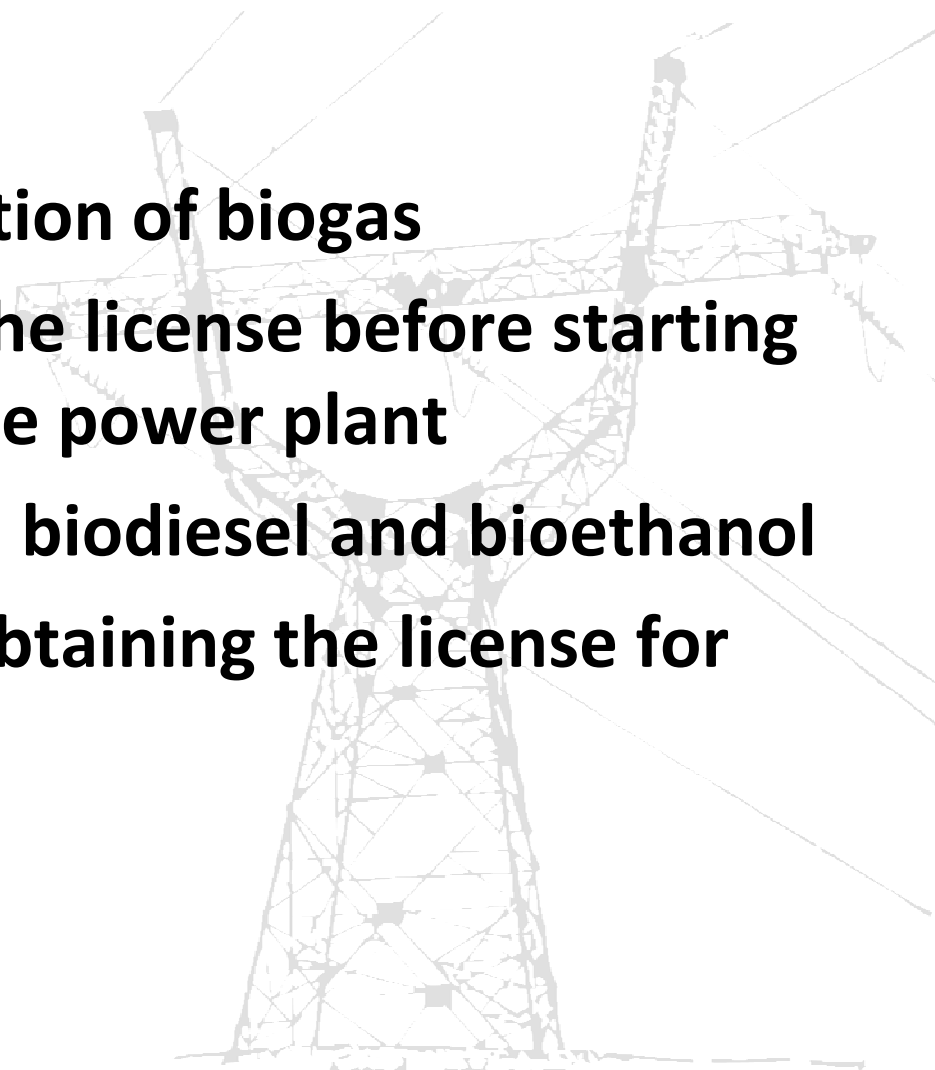 tion of biogas
he license before starting
e power plant
biodiesel and bioethanol
btaining the license for